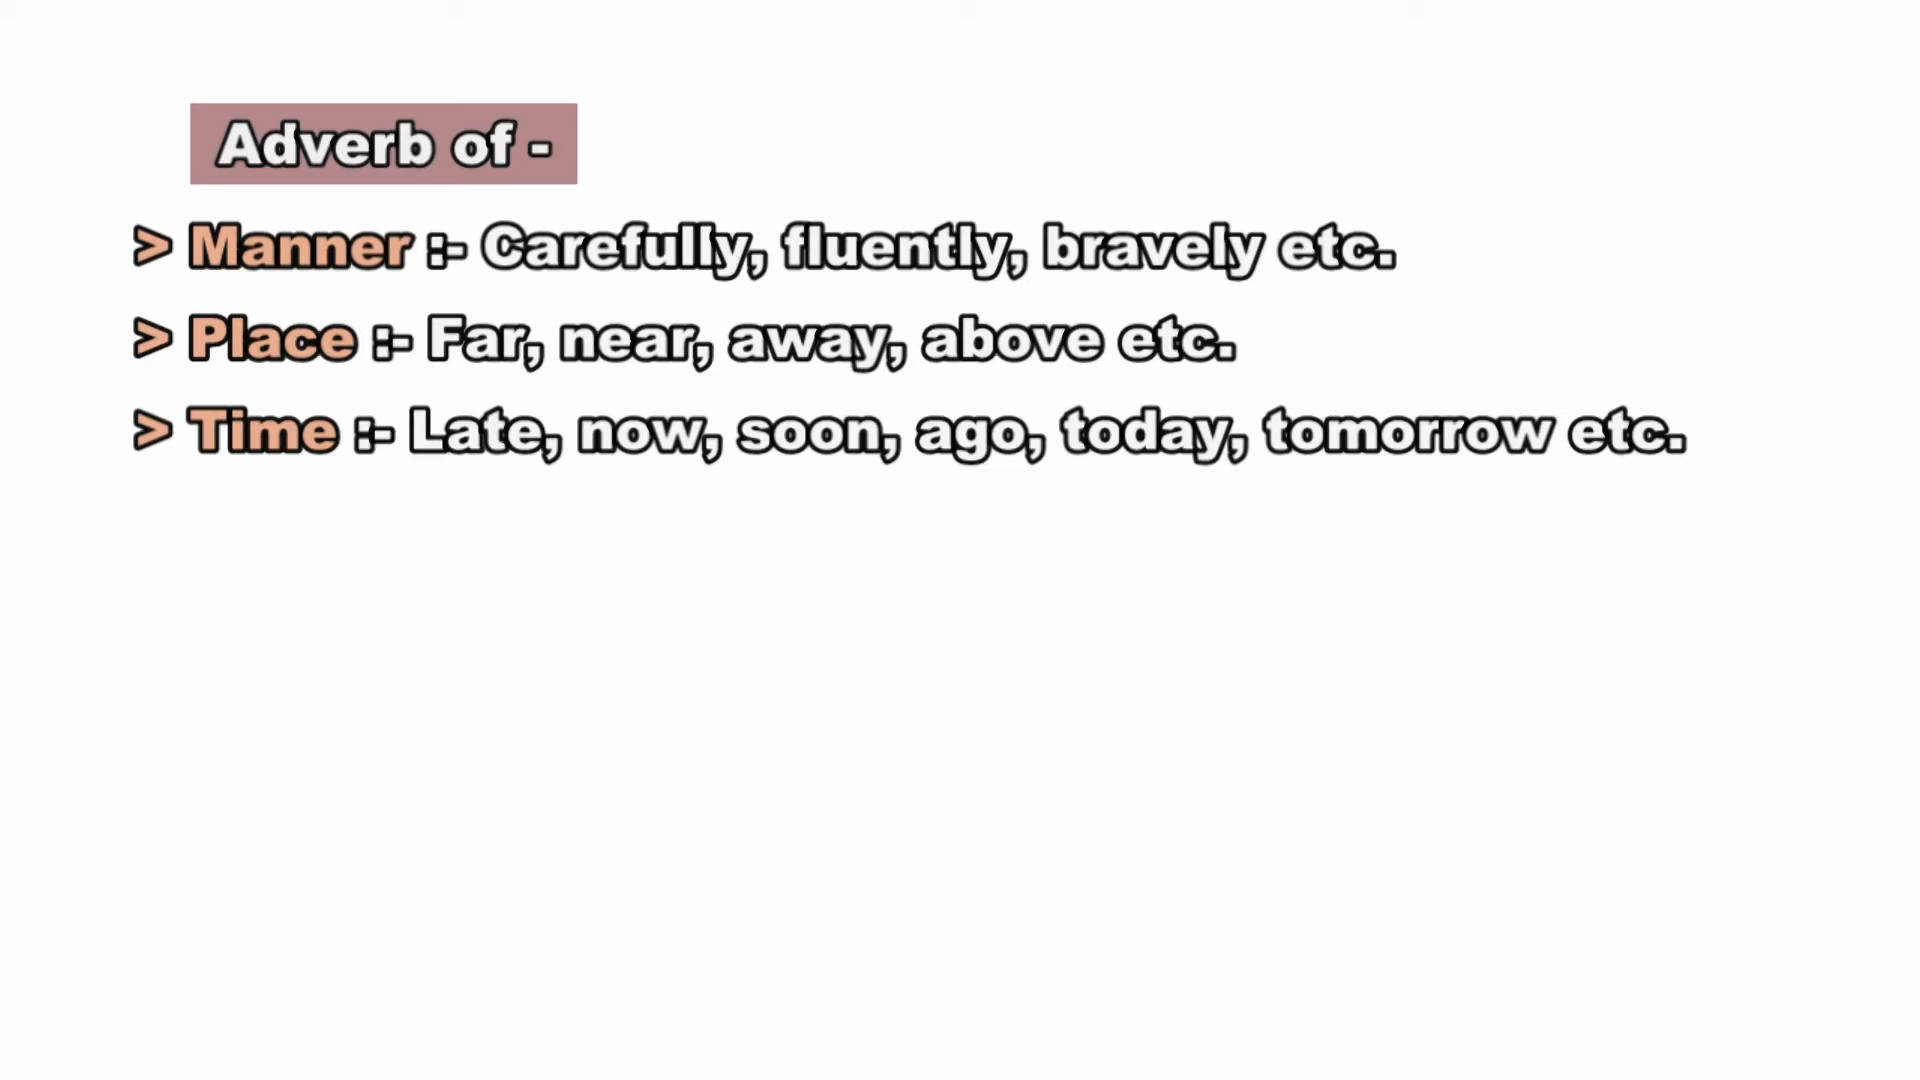 Adverb of -
> Manner :- Carefully, fluently, bravely etc.
> Place :- Far, near, away, above etc.
> Time :- Late, now, soon, ago, today, tomorrow etc.